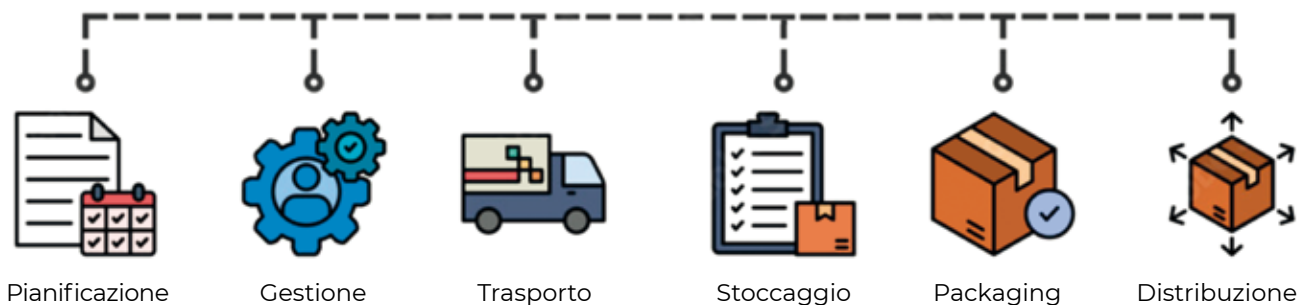 Pianificazione
Gestione
Trasporto
Stoccaggio
Packaging
Distribuzione